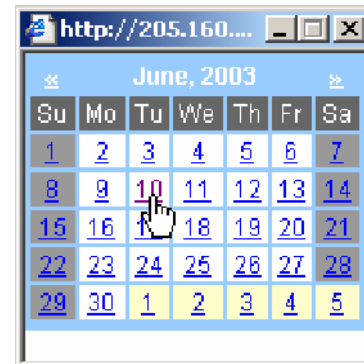 http://205.160....
« June, 2003 »
Su Mo Tu We Th Fr Sa
1 2 3 4 5 6 7
8 9 10 11 12 13 14
15 16 18 19 20 21
22 23 24 25 26 27 28
29 30 1 2 3 4 5